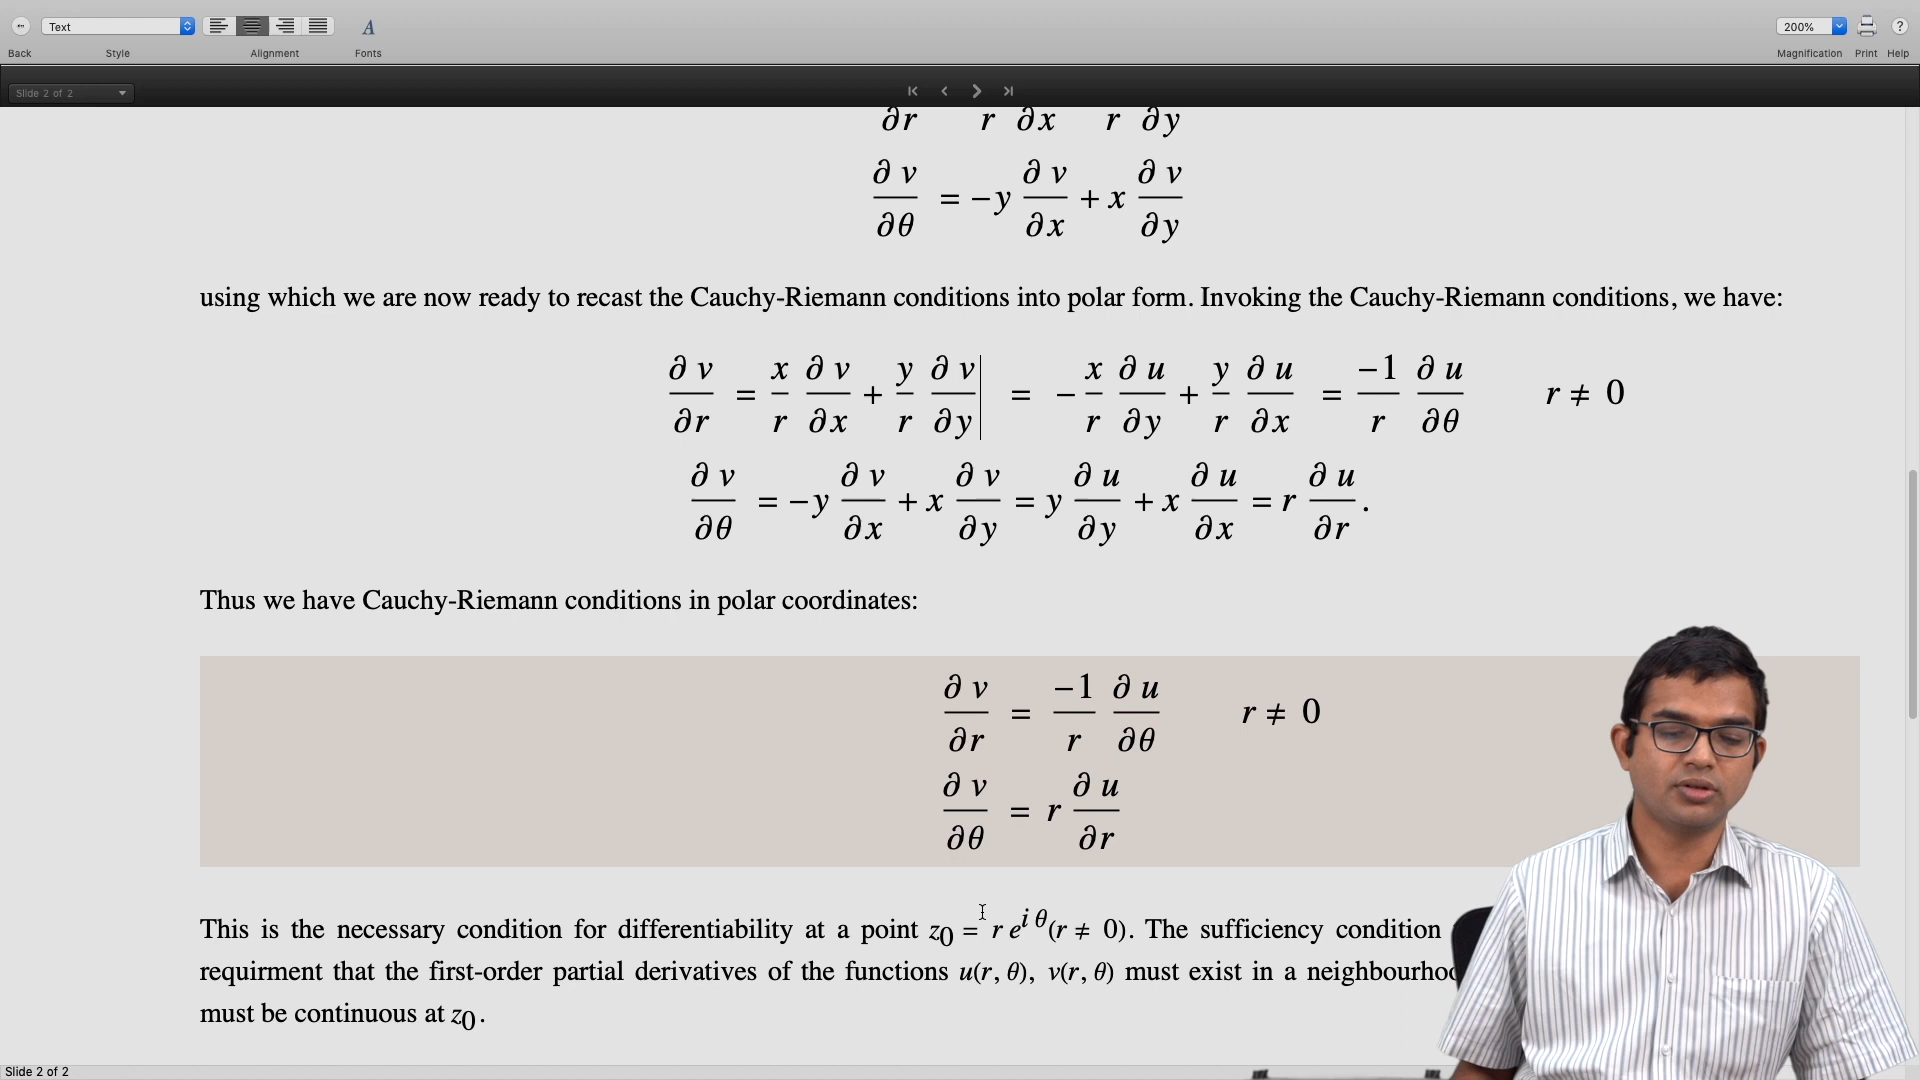 Text
Back
Style
Alignment
A
Fonts
200%
?
Magnification
Print
Help
Slide 2 of 2
∂r r ∂x r ∂y
∂v/∂θ = −y ∂v/∂x + x ∂v/∂y
using which we are now ready to recast the Cauchy-Riemann conditions into polar form. Invoking the Cauchy-Riemann conditions, we have:
∂v/∂r = x/r ∂v/∂x + y/r ∂v/∂y = − x/r ∂u/∂y + y/r ∂u/∂x = −1/r ∂u/∂θ r ≠ 0
∂v/∂θ = −y ∂v/∂x + x ∂v/∂y = y ∂u/∂y + x ∂u/∂x = r ∂u/∂r.
Thus we have Cauchy-Riemann conditions in polar coordinates:
∂v/∂r = −1/r ∂u/∂θ r ≠ 0
∂v/∂θ = r ∂u/∂r
This is the necessary condition for differentiability at a point z₀ = r e^{iθ}(r ≠ 0). The sufficiency condition
requirment that the first-order partial derivatives of the functions u(r, θ), v(r, θ) must exist in a
must be continuous at z₀.
Slide 2 of 2